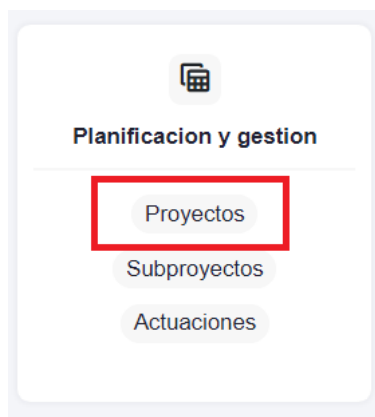 Planificacion y gestion
Proyectos
Subproyectos
Actuaciones